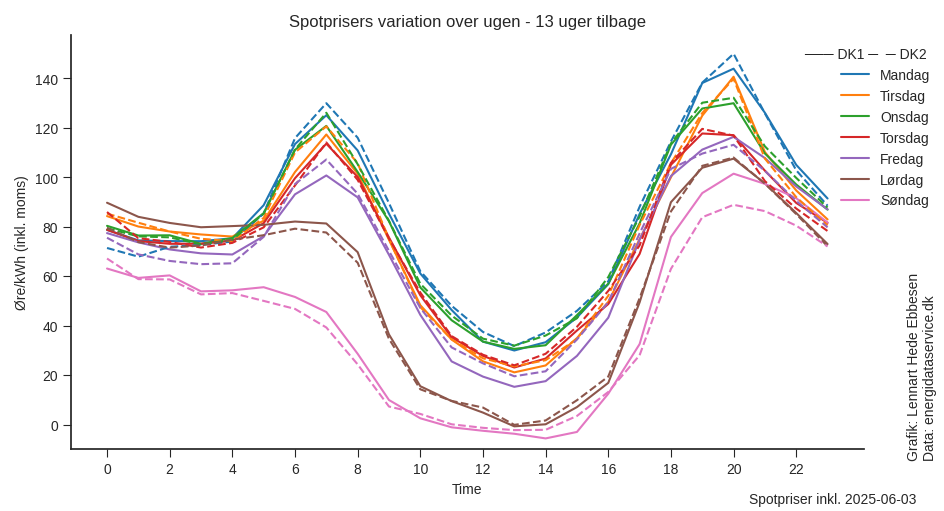 Spotprisers variation over ugen - 13 uger tilbage
DK1 DK2
Mandag
Tirsdag
Onsdag
Torsdag
Fredag
Lørdag
Søndag
Øre/kWh (inkl. moms)
140
120
100
80
60
40
20
0
0 2 4 6 8 10 12 14 16 18 20 22
Time
Grafik: Lennart Hede Ebbesen
Data: energidataservice.dk
Spotpriser inkl. 2025-06-03